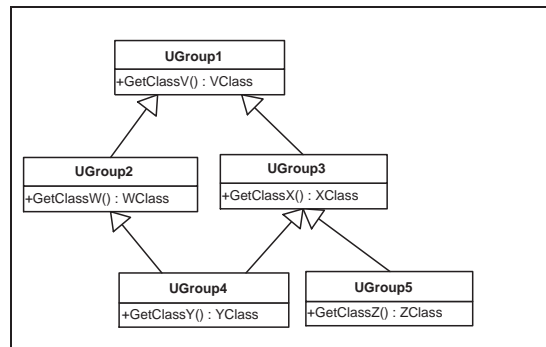 UGroup1
+GetClassV() : VClass
UGroup2
+GetClassW() : WClass
UGroup3
+GetClassX() : XClass
UGroup4
+GetClassY() : YClass
UGroup5
+GetClassZ() : ZClass